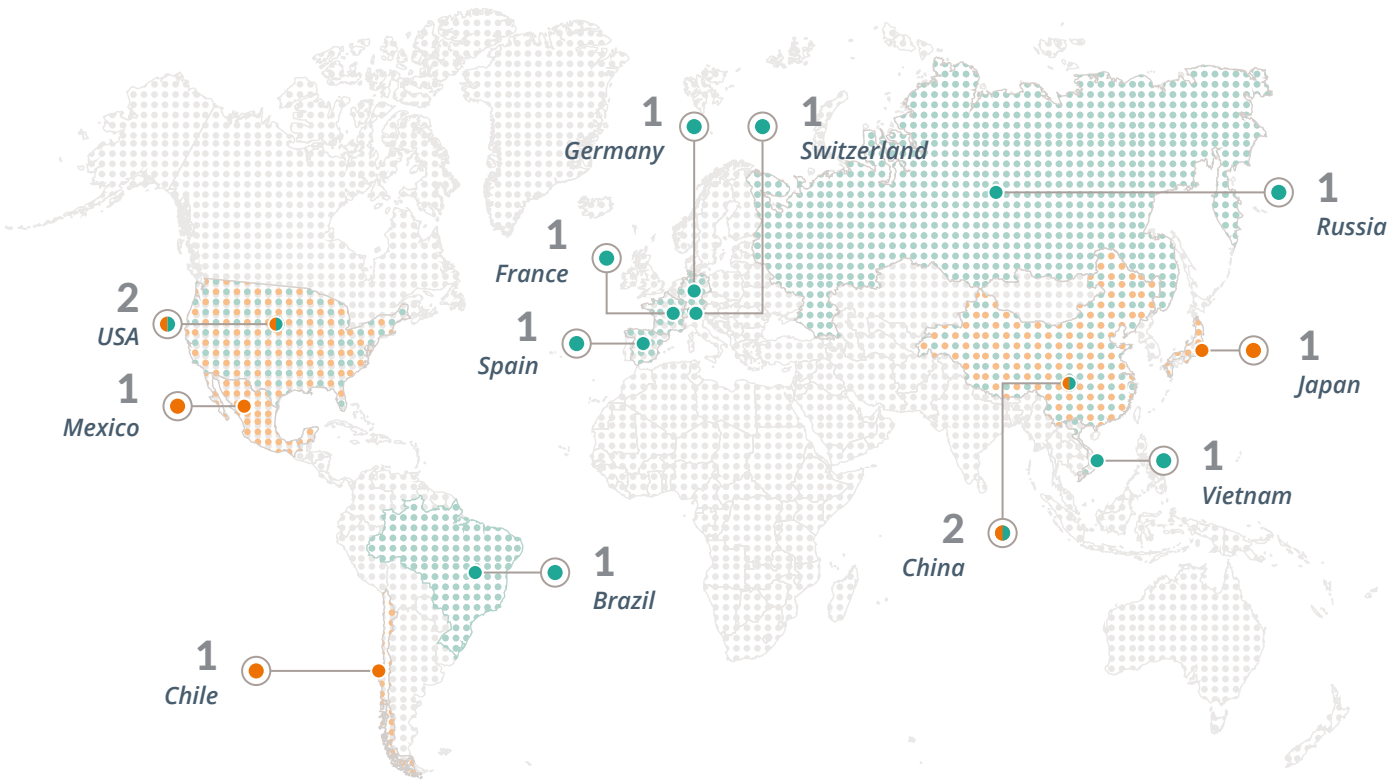 1
Germany
1
Switzerland
1
Russia
1
France
2
USA
1
Spain
1
Japan
1
Mexico
1
Vietnam
2
China
1
Brazil
1
Chile